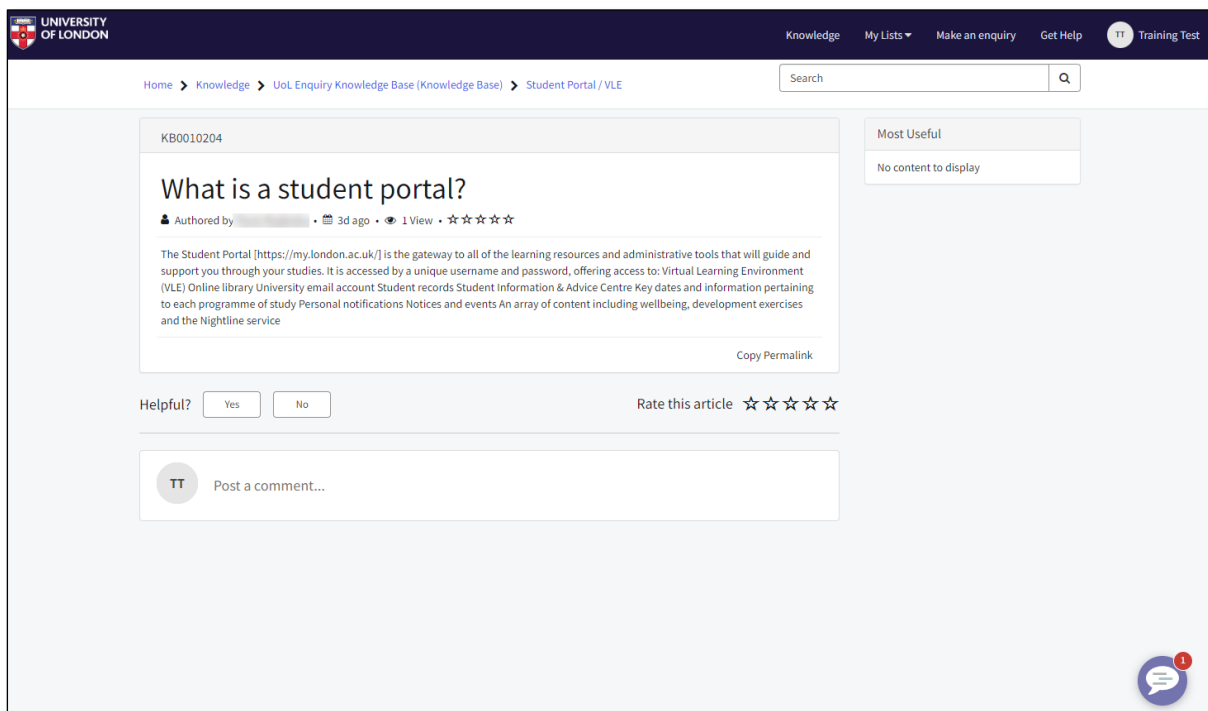 UNIVERSITY
OF LONDON
Knowledge My Lists Make an enquiry Get Help TT Training Test
Home Knowledge UoL Enquiry Knowledge Base (Knowledge Base) Student Portal / VLE
Search
KB0010204
What is a student portal?
Authored by • 3d ago • 1 View •
The Student Portal [https://my.london.ac.uk/] is the gateway to all of the learning resources and administrative tools that will guide and
support you through your studies. It is accessed by a unique username and password, offering access to: Virtual Learning Environment
(VLE) Online library University email account Student records Student Information & Advice Centre Key dates and information pertaining
to each programme of study Personal notifications Notices and events An array of content including wellbeing, development exercises
and the Nightline service
Copy Permalink
Helpful? Yes No Rate this article
TT Post a comment...
Most Useful
No content to display
1